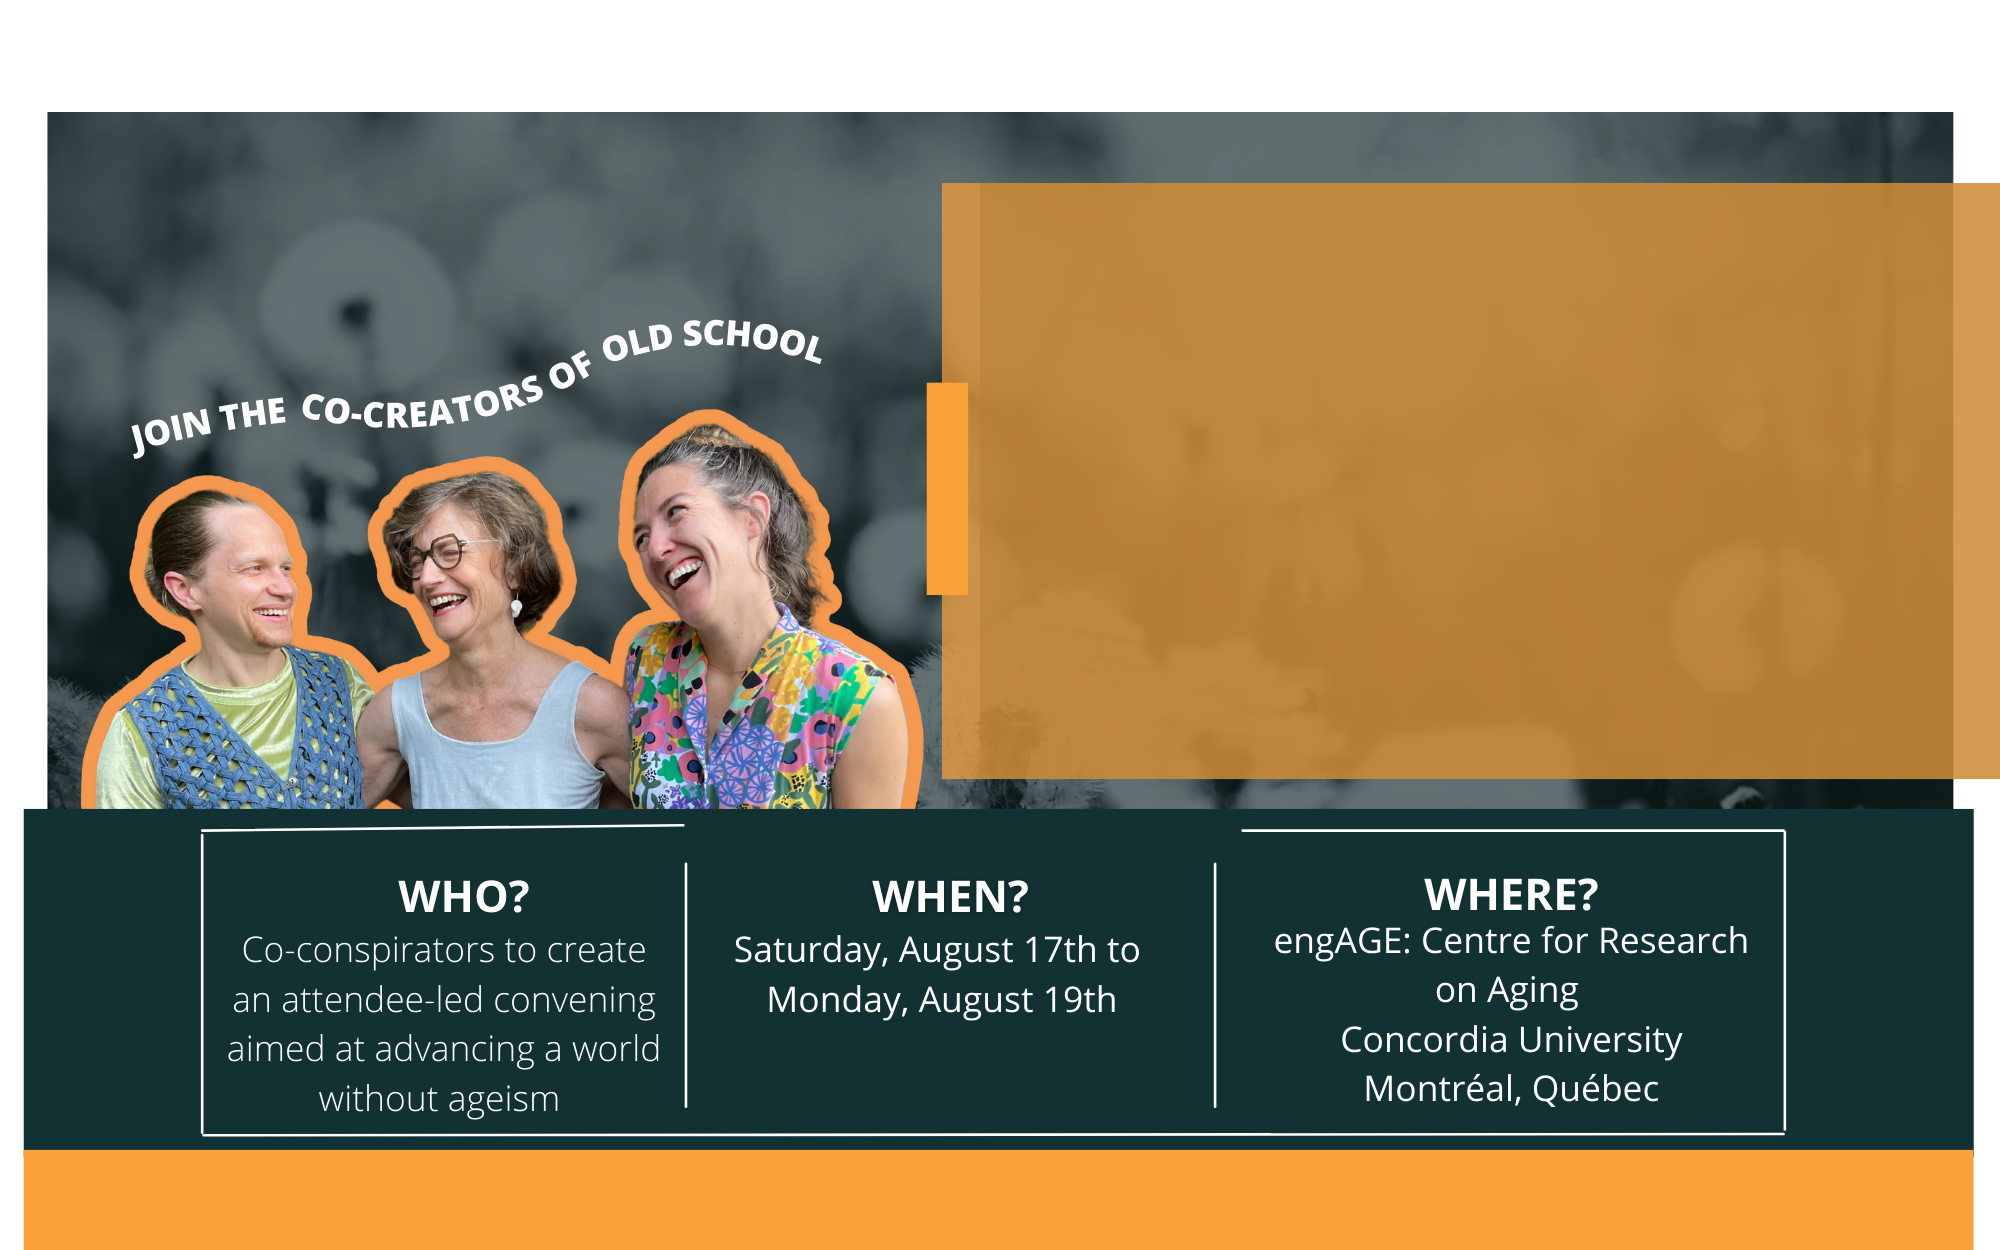 JOIN THE CO-CREATORS OF OLD SCHOOL
WHO?
Co-conspirators to create
an attendee-led convening
aimed at advancing a world
without ageism
WHEN?
Saturday, August 17th to
Monday, August 19th
WHERE?
engAGE: Centre for Research
on Aging
Concordia University
Montréal, Québec